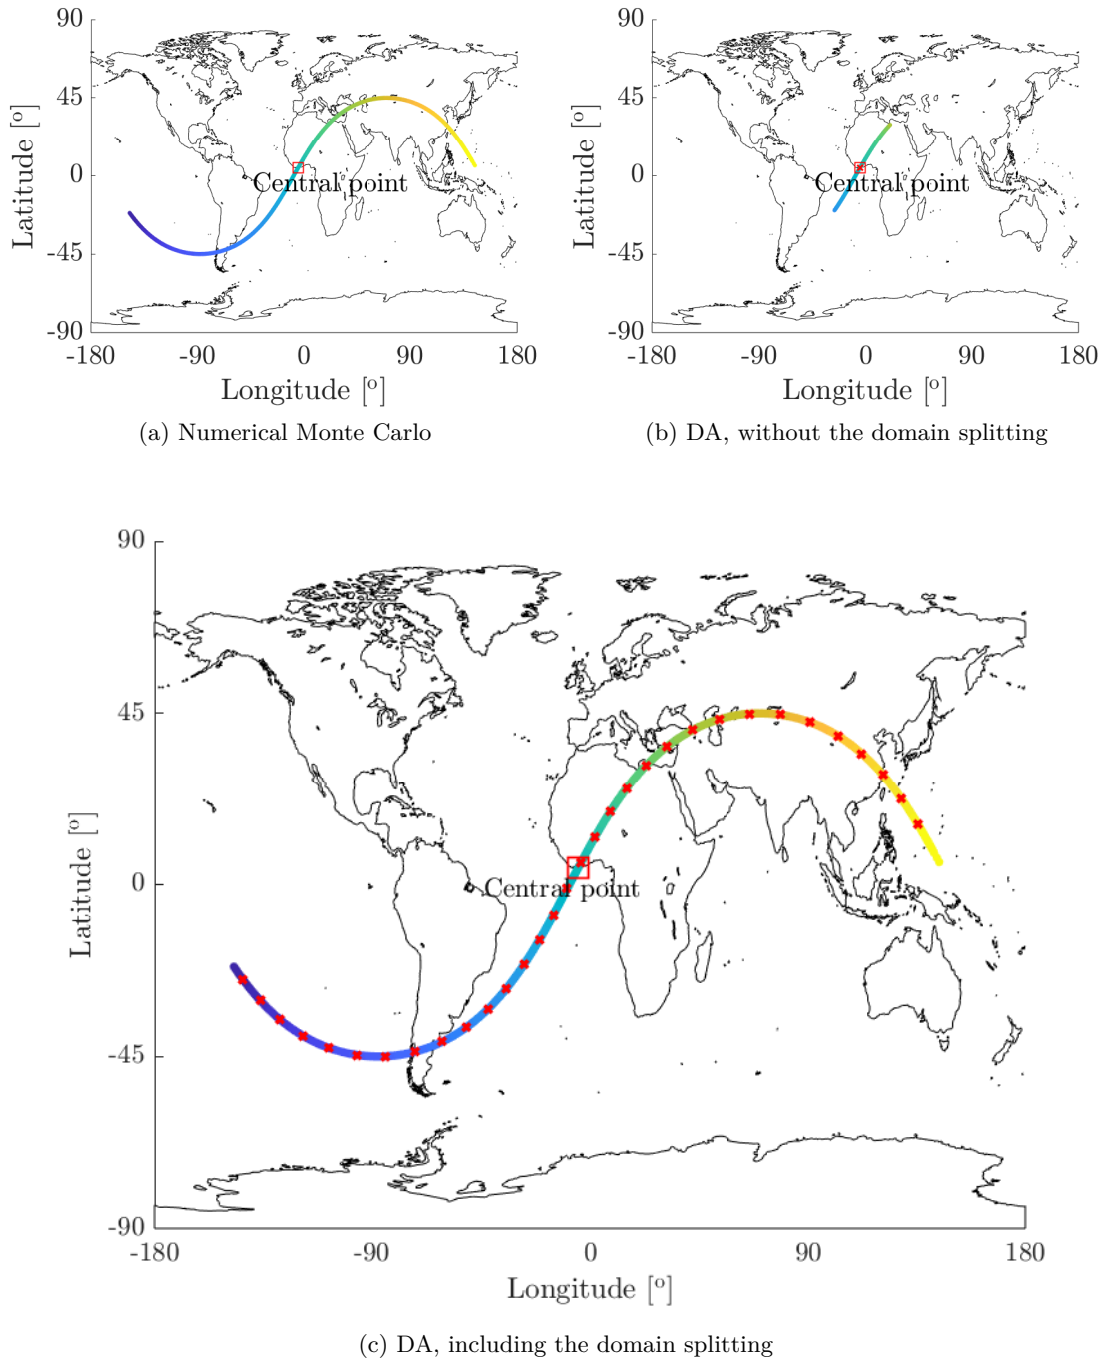 90
45
0
-45
-90
Latitude [º]
Central point
-180
-90
0
90
180
Longitude [º]
(a) Numerical Monte Carlo
90
45
0
-45
-90
Latitude [º]
Central point
-180
-90
0
90
180
Longitude [º]
(b) DA, without the domain splitting
90
45
0
-45
-90
Latitude [º]
Central point
-180
-90
0
90
180
Longitude [º]
(c) DA, including the domain splitting